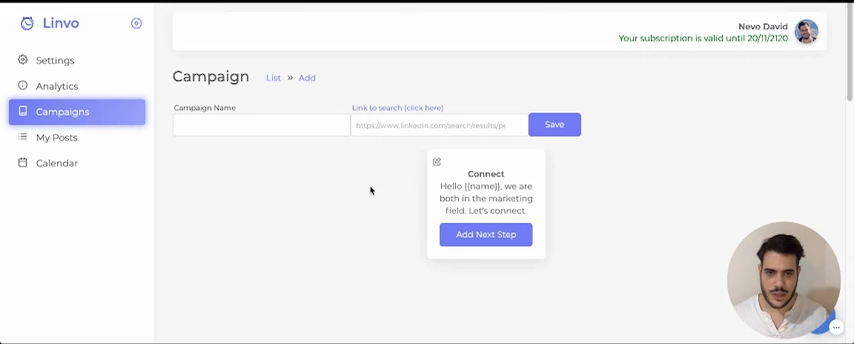 Linvo
Nevo David
Your subscription is valid until 20/11/2120
Settings
Analytics
Campaigns
My Posts
Calendar
Campaign
List » Add
Campaign Name
Link to search (click here)
https://www.linkedin.com/search/results/pe
Save
Connect
Hello {{name}}, we are
both in the marketing
field. Let's connect.
Add Next Step